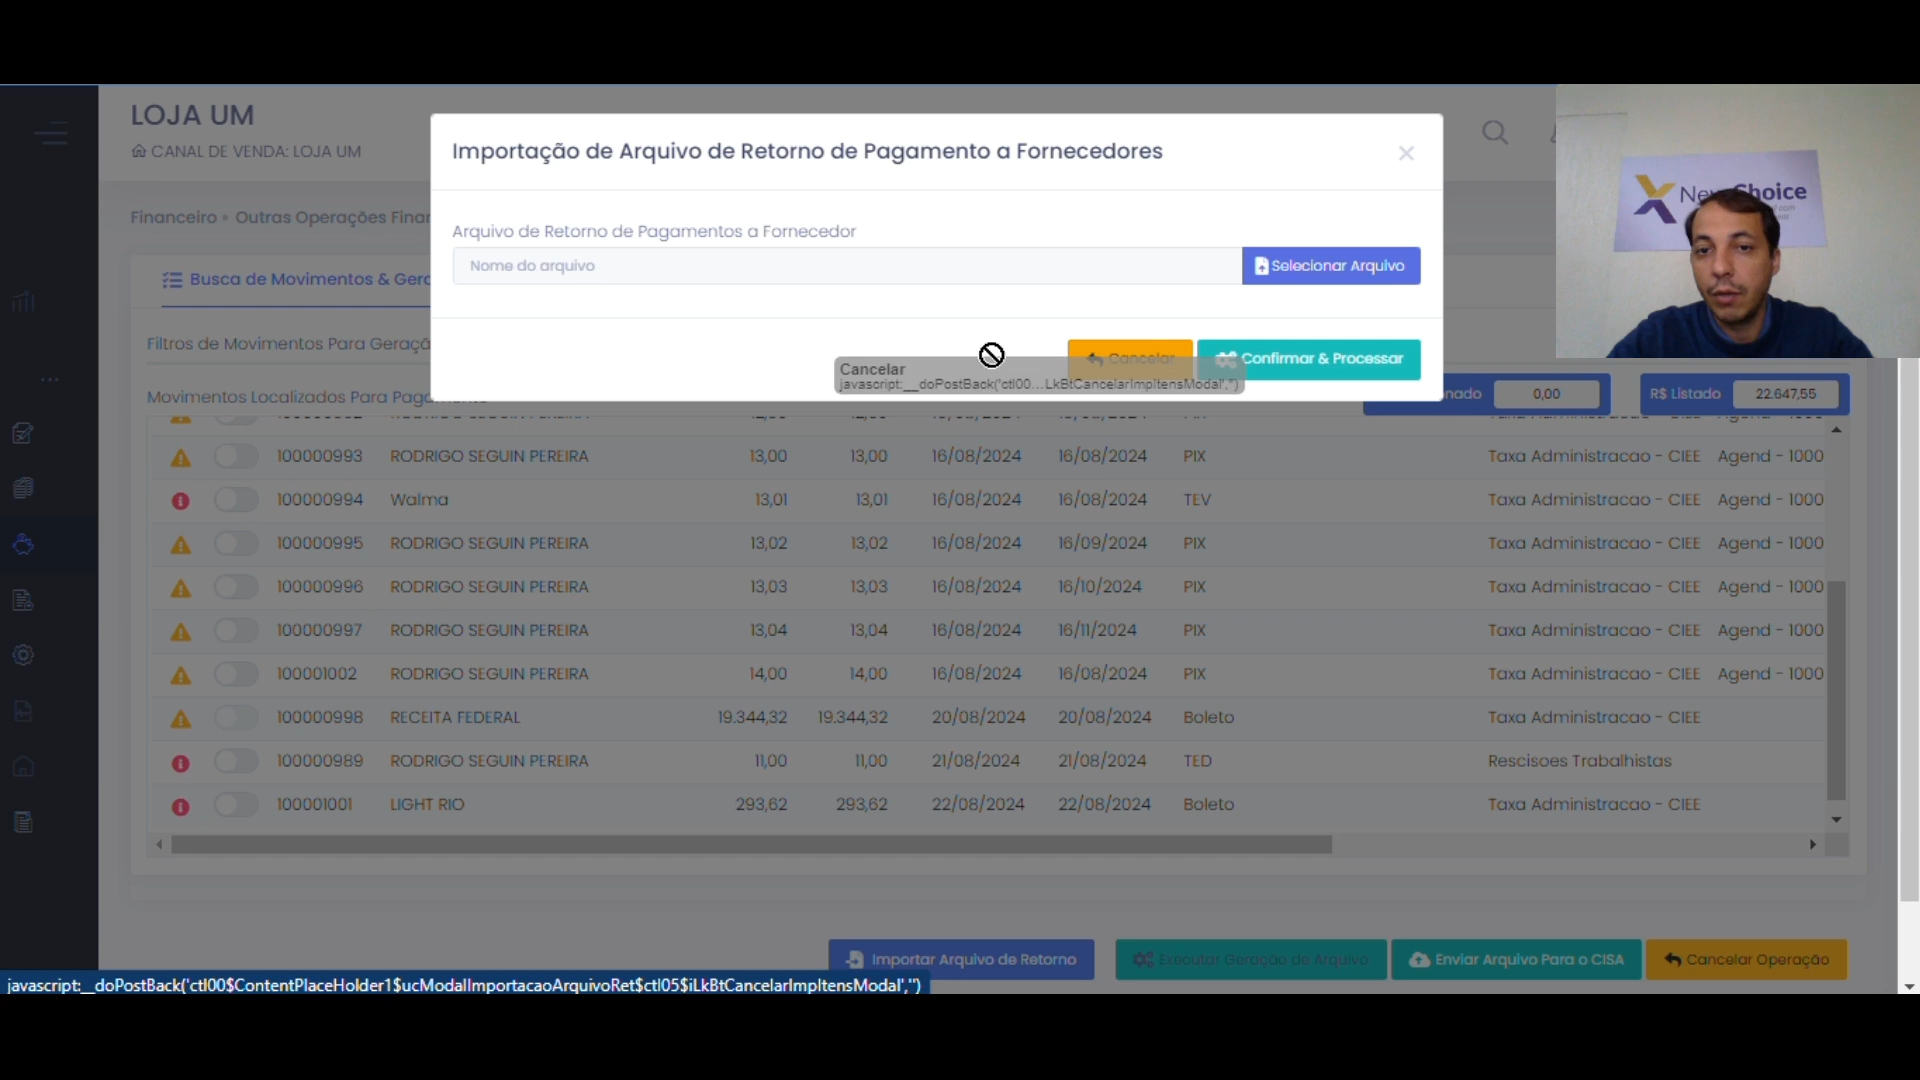 LOJA UM
CANAL DE VENDA: LOJA UM
Importação de Arquivo de Retorno de Pagamento a Fornecedores
New Choice
Financeiro • Outras Operações Finan
Arquivo de Retorno de Pagamentos a Fornecedor
Nome do arquivo
Selecionar Arquivo
Busca de Movimentos & Gera
Filtros de Movimentos Para Geraçã
Cancelar
Confirmar & Processar
Cancelar
javascript:__doPostBack('ctl00...LkBtCancelarImpItensModal','')
Movimentos Localizados Para Pagamento
nado 0,00
R$ Listado 22.647,55
100000993 RODRIGO SEGUIN PEREIRA 13,00 13,00 16/08/2024 16/08/2024 PIX Taxa Administracao - CIEE Agend - 1000
100000994 Walma 13,01 13,01 16/08/2024 16/08/2024 TEV Taxa Administracao - CIEE Agend - 1000
100000995 RODRIGO SEGUIN PEREIRA 13,02 13,02 16/08/2024 16/09/2024 PIX Taxa Administracao - CIEE Agend - 1000
100000996 RODRIGO SEGUIN PEREIRA 13,03 13,03 16/08/2024 16/10/2024 PIX Taxa Administracao - CIEE Agend - 1000
100000997 RODRIGO SEGUIN PEREIRA 13,04 13,04 16/08/2024 16/11/2024 PIX Taxa Administracao - CIEE Agend - 1000
100001002 RODRIGO SEGUIN PEREIRA 14,00 14,00 16/08/2024 16/08/2024 PIX Taxa Administracao - CIEE Agend - 1000
100000998 RECEITA FEDERAL 19.344,32 19.344,32 20/08/2024 20/08/2024 Boleto Taxa Administracao - CIEE
100000989 RODRIGO SEGUIN PEREIRA 11,00 11,00 21/08/2024 21/08/2024 TED Rescisoes Trabalhistas
100001001 LIGHT RIO 293,62 293,62 22/08/2024 22/08/2024 Boleto Taxa Administracao - CIEE
Importar Arquivo de Retorno
Executar Geração de Arquivo
Enviar Arquivo Para o CISA
Cancelar Operação
javascript:__doPostBack('ctl00$ContentPlaceHolder1$ucModalImportacaoArquivoRet$ctl05$iLkBtCancelarImpItensModal','')